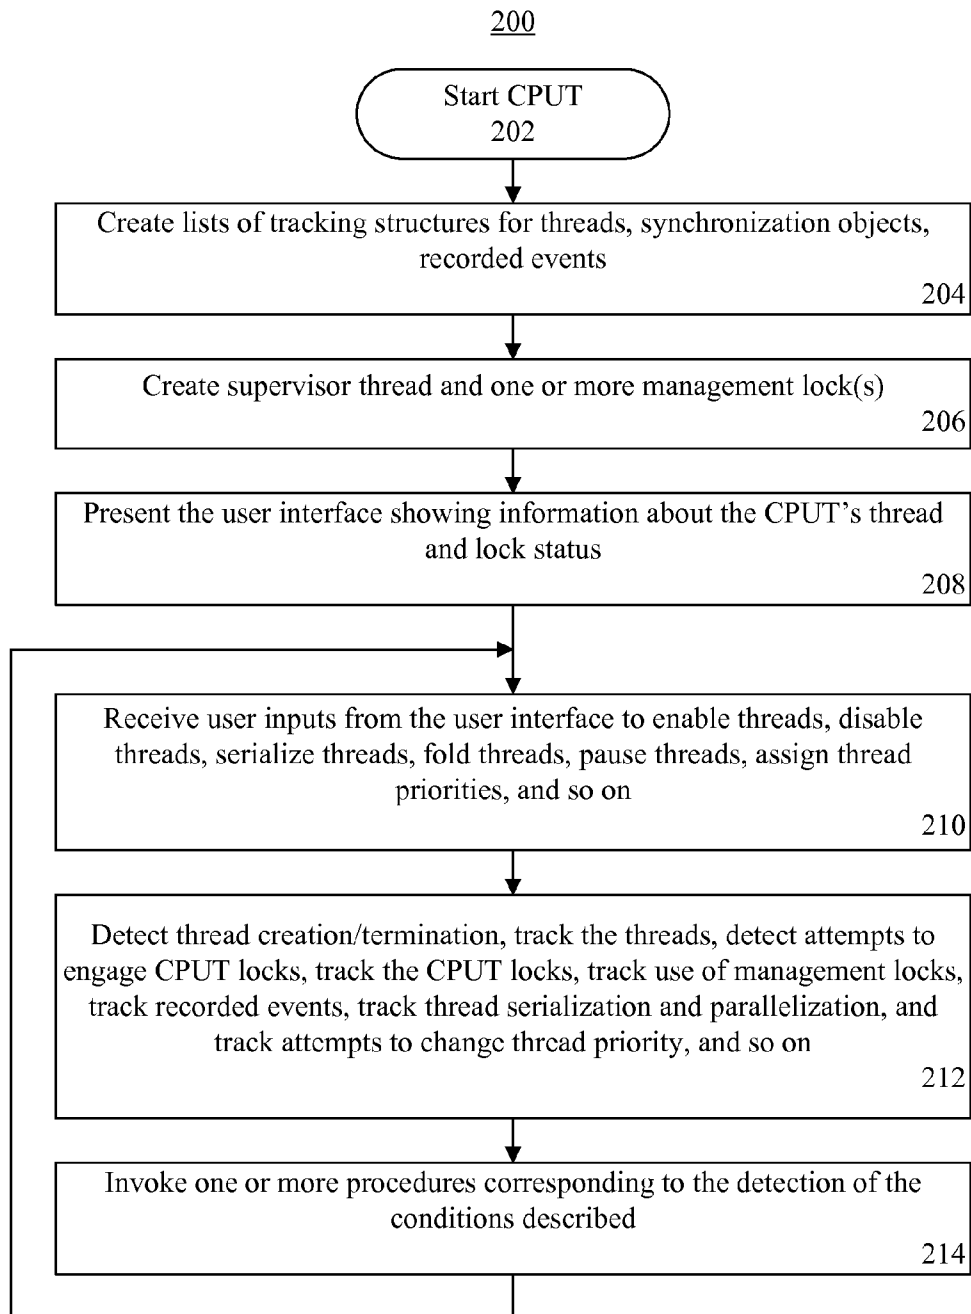 200
Start CPUT
202
Create lists of tracking structures for threads, synchronization objects,
recorded events
204
Create supervisor thread and one or more management lock(s)
206
Present the user interface showing information about the CPUT’s thread
and lock status
208
Receive user inputs from the user interface to enable threads, disable
threads, serialize threads, fold threads, pause threads, assign thread
priorities, and so on
210
Detect thread creation/termination, track the threads, detect attempts to
engage CPUT locks, track the CPUT locks, track use of management locks,
track recorded events, track thread serialization and parallelization, and
track attempts to change thread priority, and so on
212
Invoke one or more procedures corresponding to the detection of the
conditions described
214